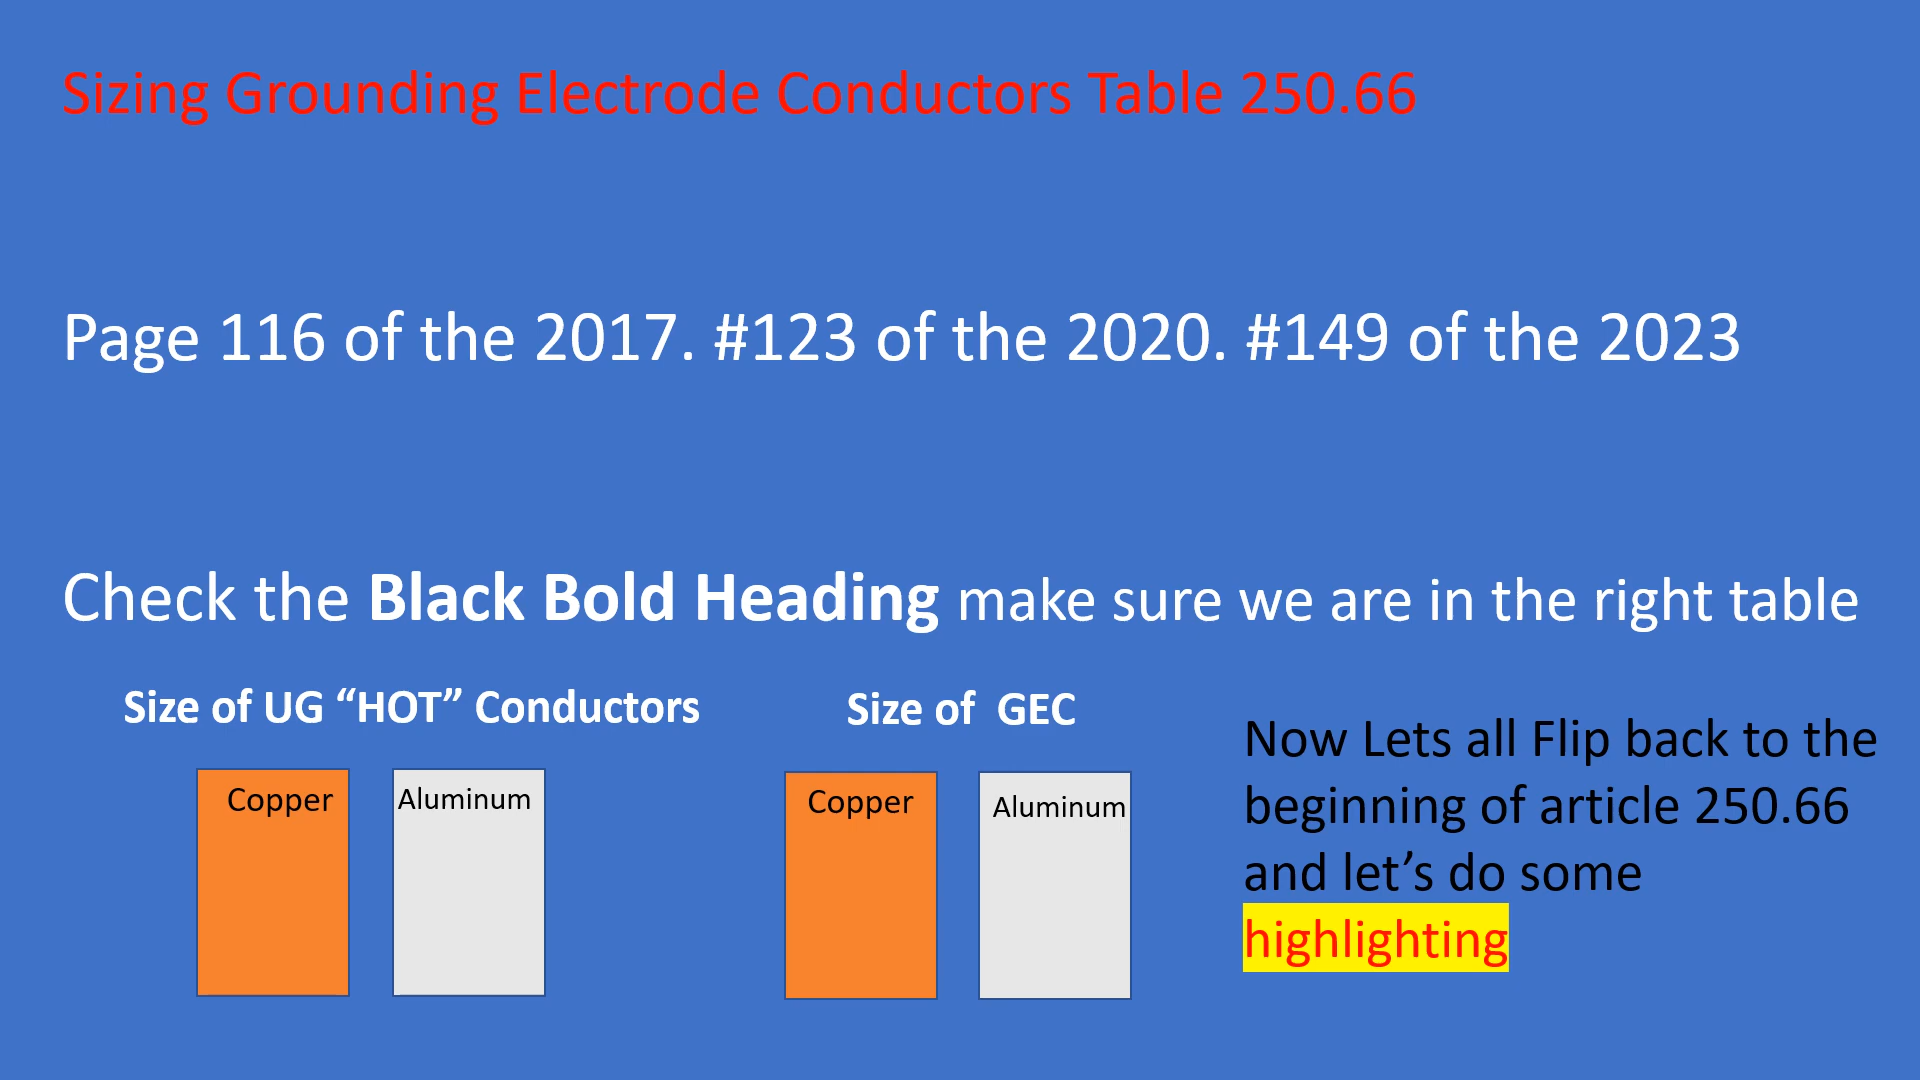 Sizing Grounding Electrode Conductors Table 250.66
Page 116 of the 2017. #123 of the 2020. #149 of the 2023
Check the Black Bold Heading make sure we are in the right table
Size of UG “HOT” Conductors
Size of GEC
Copper
Aluminum
Copper
Aluminum
Now Lets all Flip back to the
beginning of article 250.66
and let’s do some
highlighting